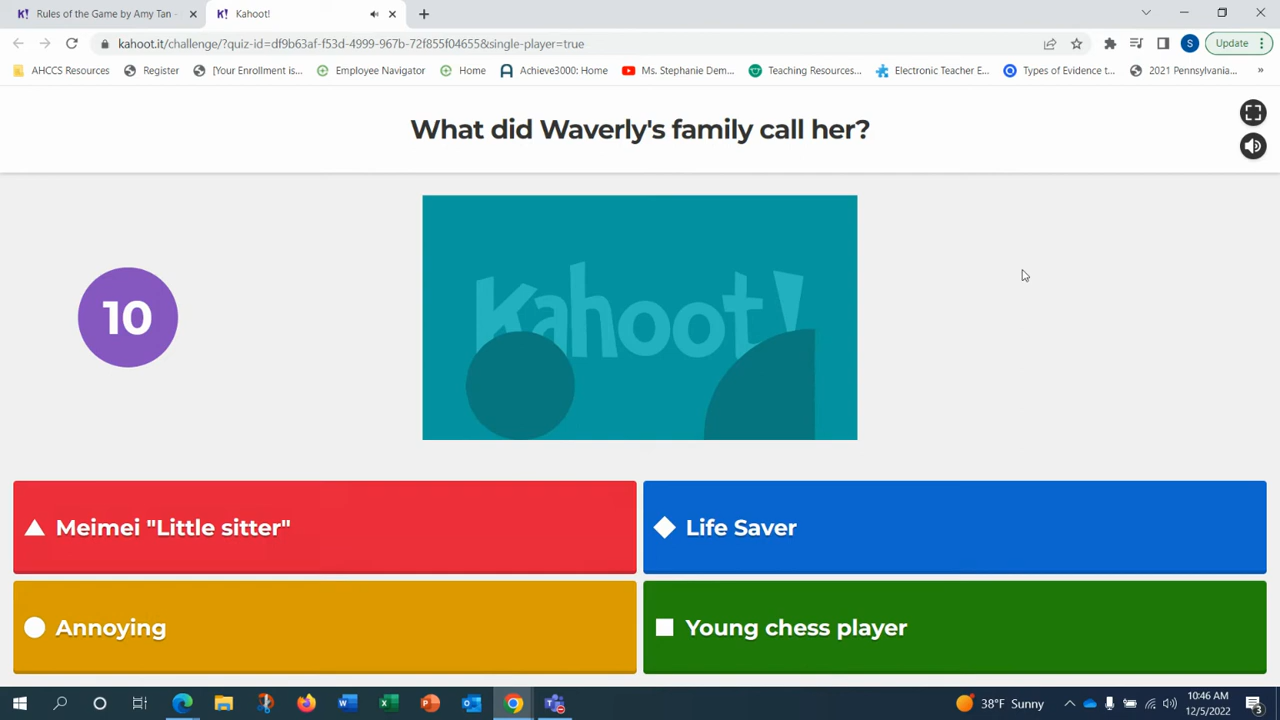 Rules of the Game by Amy Tan -
Kahoot!
kahoot.it/challenge/?quiz-id=df9b63af-f53d-4999-967b-72f855f04655&single-player=true
S
Update
AHCCS Resources
Register
[Your Enrollment is...
Employee Navigator
Home
Achieve3000: Home
Ms. Stephanie Dem...
Teaching Resources...
Electronic Teacher E...
Types of Evidence t...
2021 Pennsylvania...
What did Waverly's family call her?
10
Kahoot!
Meimei "Little sitter"
Life Saver
Annoying
Young chess player
38°F Sunny
10:46 AM
12/5/2022
3